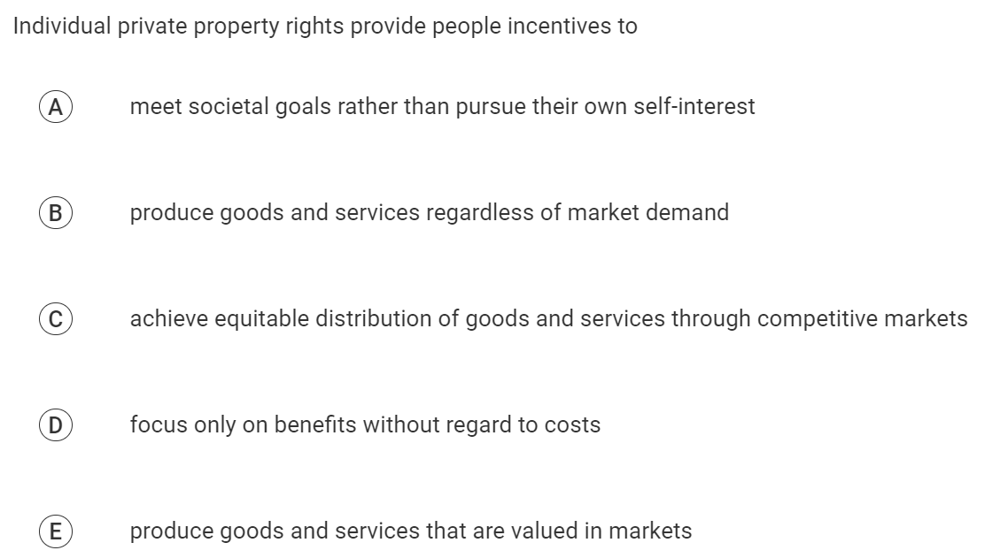 Individual private property rights provide people incentives to
A meet societal goals rather than pursue their own self-interest
B produce goods and services regardless of market demand
C achieve equitable distribution of goods and services through competitive markets
D focus only on benefits without regard to costs
E produce goods and services that are valued in markets